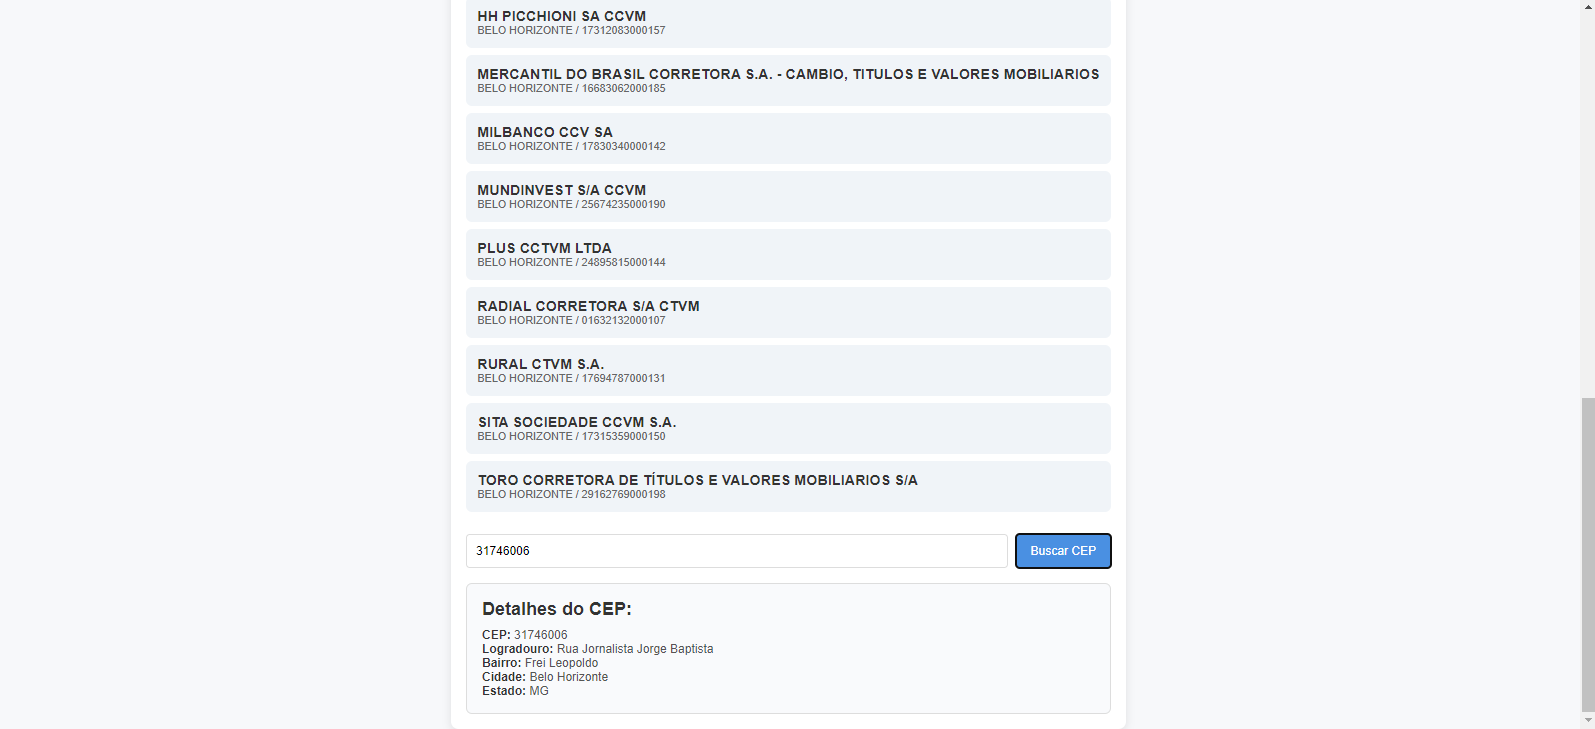 HH PICCHIONI SA CCVM
BELO HORIZONTE / 17312083000157
MERCANTIL DO BRASIL CORRETORA S.A. - CAMBIO, TITULOS E VALORES MOBILIARIOS
BELO HORIZONTE / 16683062000185
MILBANCO CCV SA
BELO HORIZONTE / 17830340000142
MUNDINVEST S/A CCVM
BELO HORIZONTE / 25674235000190
PLUS CCTVM LTDA
BELO HORIZONTE / 24895815000144
RADIAL CORRETORA S/A CTVM
BELO HORIZONTE / 01632132000107
RURAL CTVM S.A.
BELO HORIZONTE / 17694787000131
SITA SOCIEDADE CCVM S.A.
BELO HORIZONTE / 17315359000150
TORO CORRETORA DE TÍTULOS E VALORES MOBILIARIOS S/A
BELO HORIZONTE / 29162769000198
31746006 Buscar CEP
Detalhes do CEP:
CEP: 31746006
Logradouro: Rua Jornalista Jorge Baptista
Bairro: Frei Leopoldo
Cidade: Belo Horizonte
Estado: MG